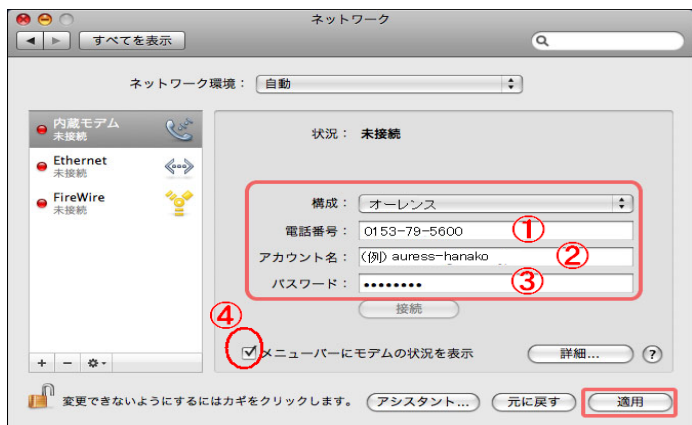 ネットワーク
すべてを表示
ネットワーク環境： 自動
内蔵モデム
未接続
Ethernet
未接続
FireWire
未接続
状況： 未接続
構成： オーレンス
電話番号： 0153-79-5600 ①
アカウント名： (例) auress-hanako ②
パスワード： •••••••• ③
接続
④
メニューバーにモデムの状況を表示
詳細... ?
+ −
変更できないようにするにはカギをクリックします。
アシスタント... 元に戻す 適用